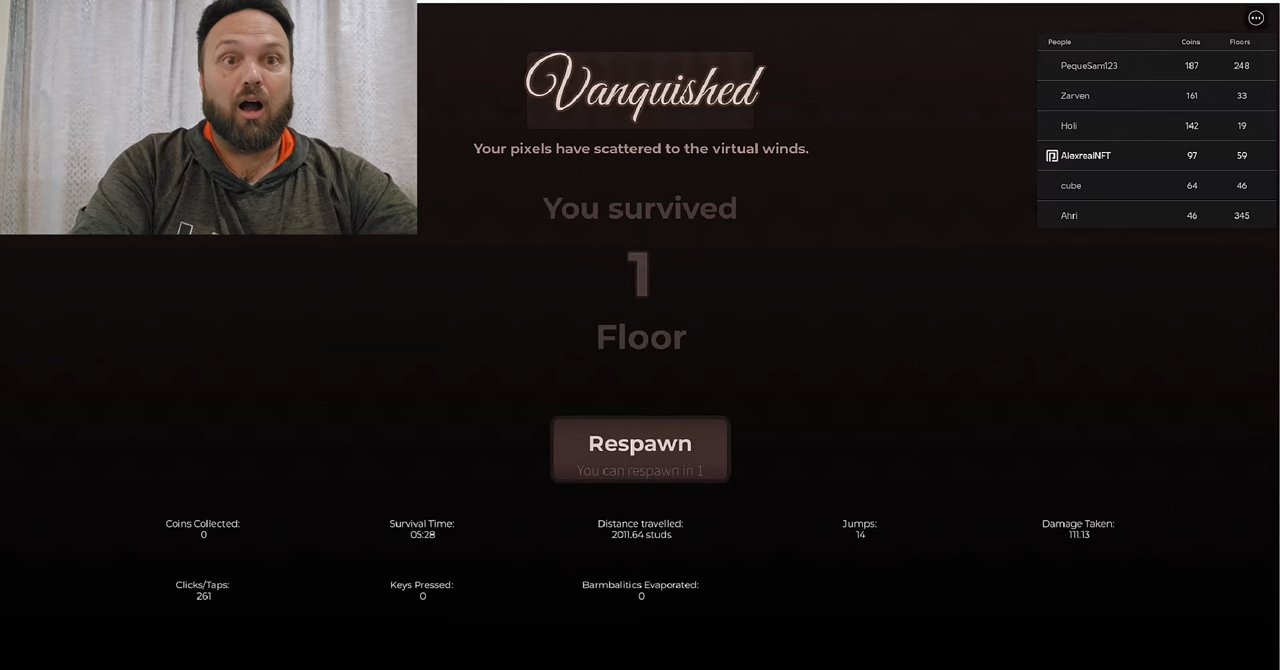 Vanquished
Your pixels have scattered to the virtual winds.
You survived
1
Floor
Respawn
You can respawn in 1
People Coins Floors
PequeSam123 187 248
Zarven 161 33
Holi 142 19
AlexrealNFT 97 59
cube 64 46
Ahri 46 345
Coins Collected: Survival Time: Distance travelled: Jumps: Damage Taken:
0 05:28 2011.64 studs 14 111.13
Clicks/Taps: Keys Pressed: Barmbalitics Evaporated:
261 0 0